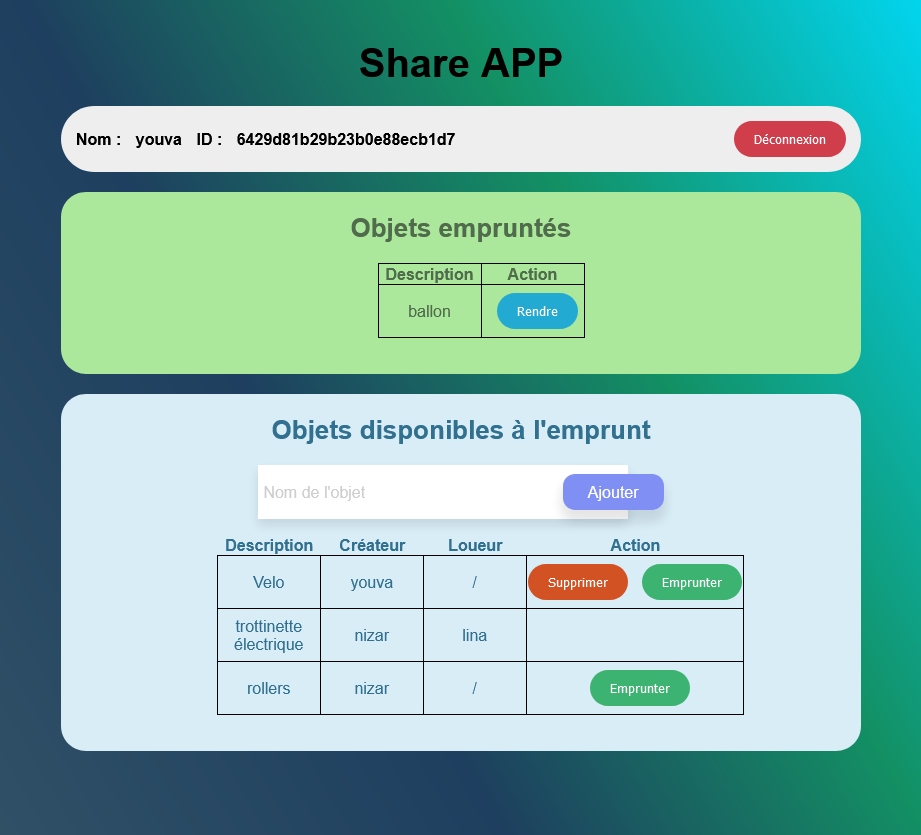 Share APP
Nom : youva ID : 6429d81b29b23b0e88ecb1d7 Déconnexion
Objets empruntés
Description Action
ballon Rendre
Objets disponibles à l'emprunt
Nom de l'objet Ajouter
Description Créateur Loueur Action
Velo youva / Supprimer Emprunter
trottinette
électrique nizar lina
rollers nizar / Emprunter